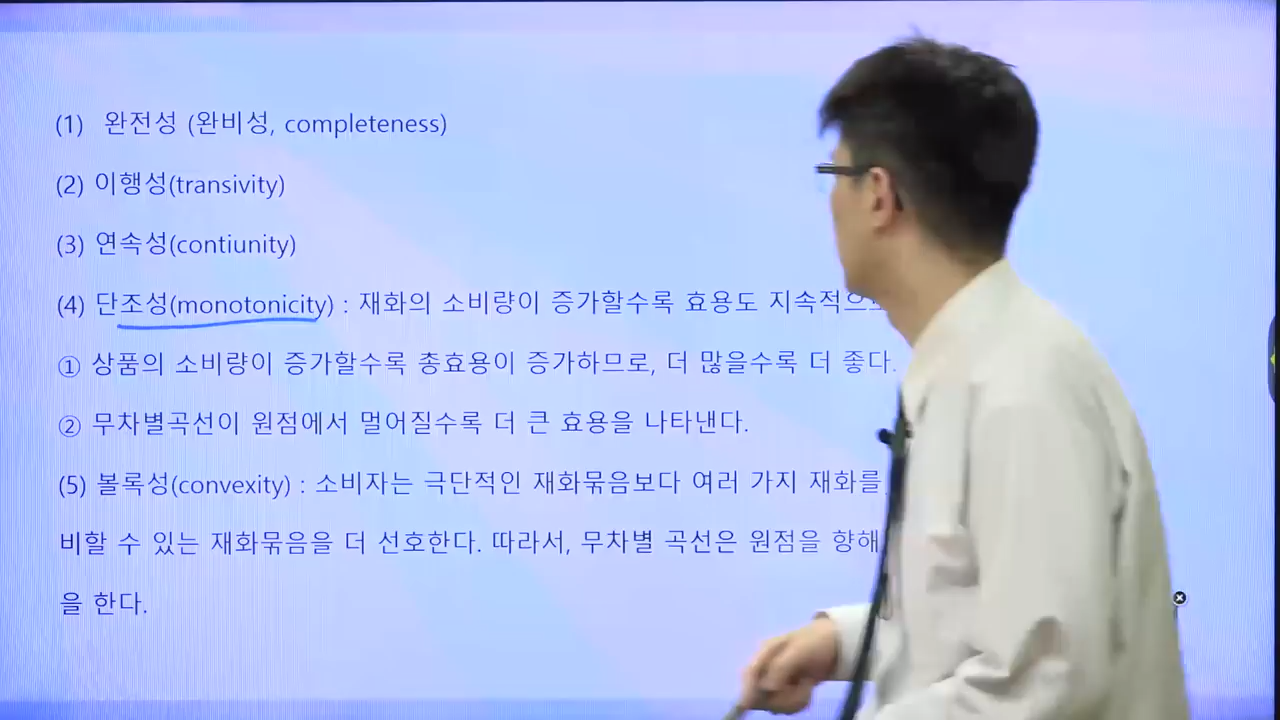 (1) 완전성 (완비성, completeness)
(2) 이행성(transivity)
(3) 연속성(contiunity)
(4) 단조성(monotonicity) : 재화의 소비량이 증가할수록 효용도
① 상품의 소비량이 증가할수록 총효용이 증가하므로, 더 많을수록 더 좋다.
② 무차별곡선이 원점에서 멀어질수록 더 큰 효용을 나타낸다.
(5) 볼록성(convexity) : 소비자는 극단적인 재화묶음보다 여러 가지 재화를
비할 수 있는 재화묶음을 더 선호한다. 따라서, 무차별 곡선은 원점을 향해
을 한다.